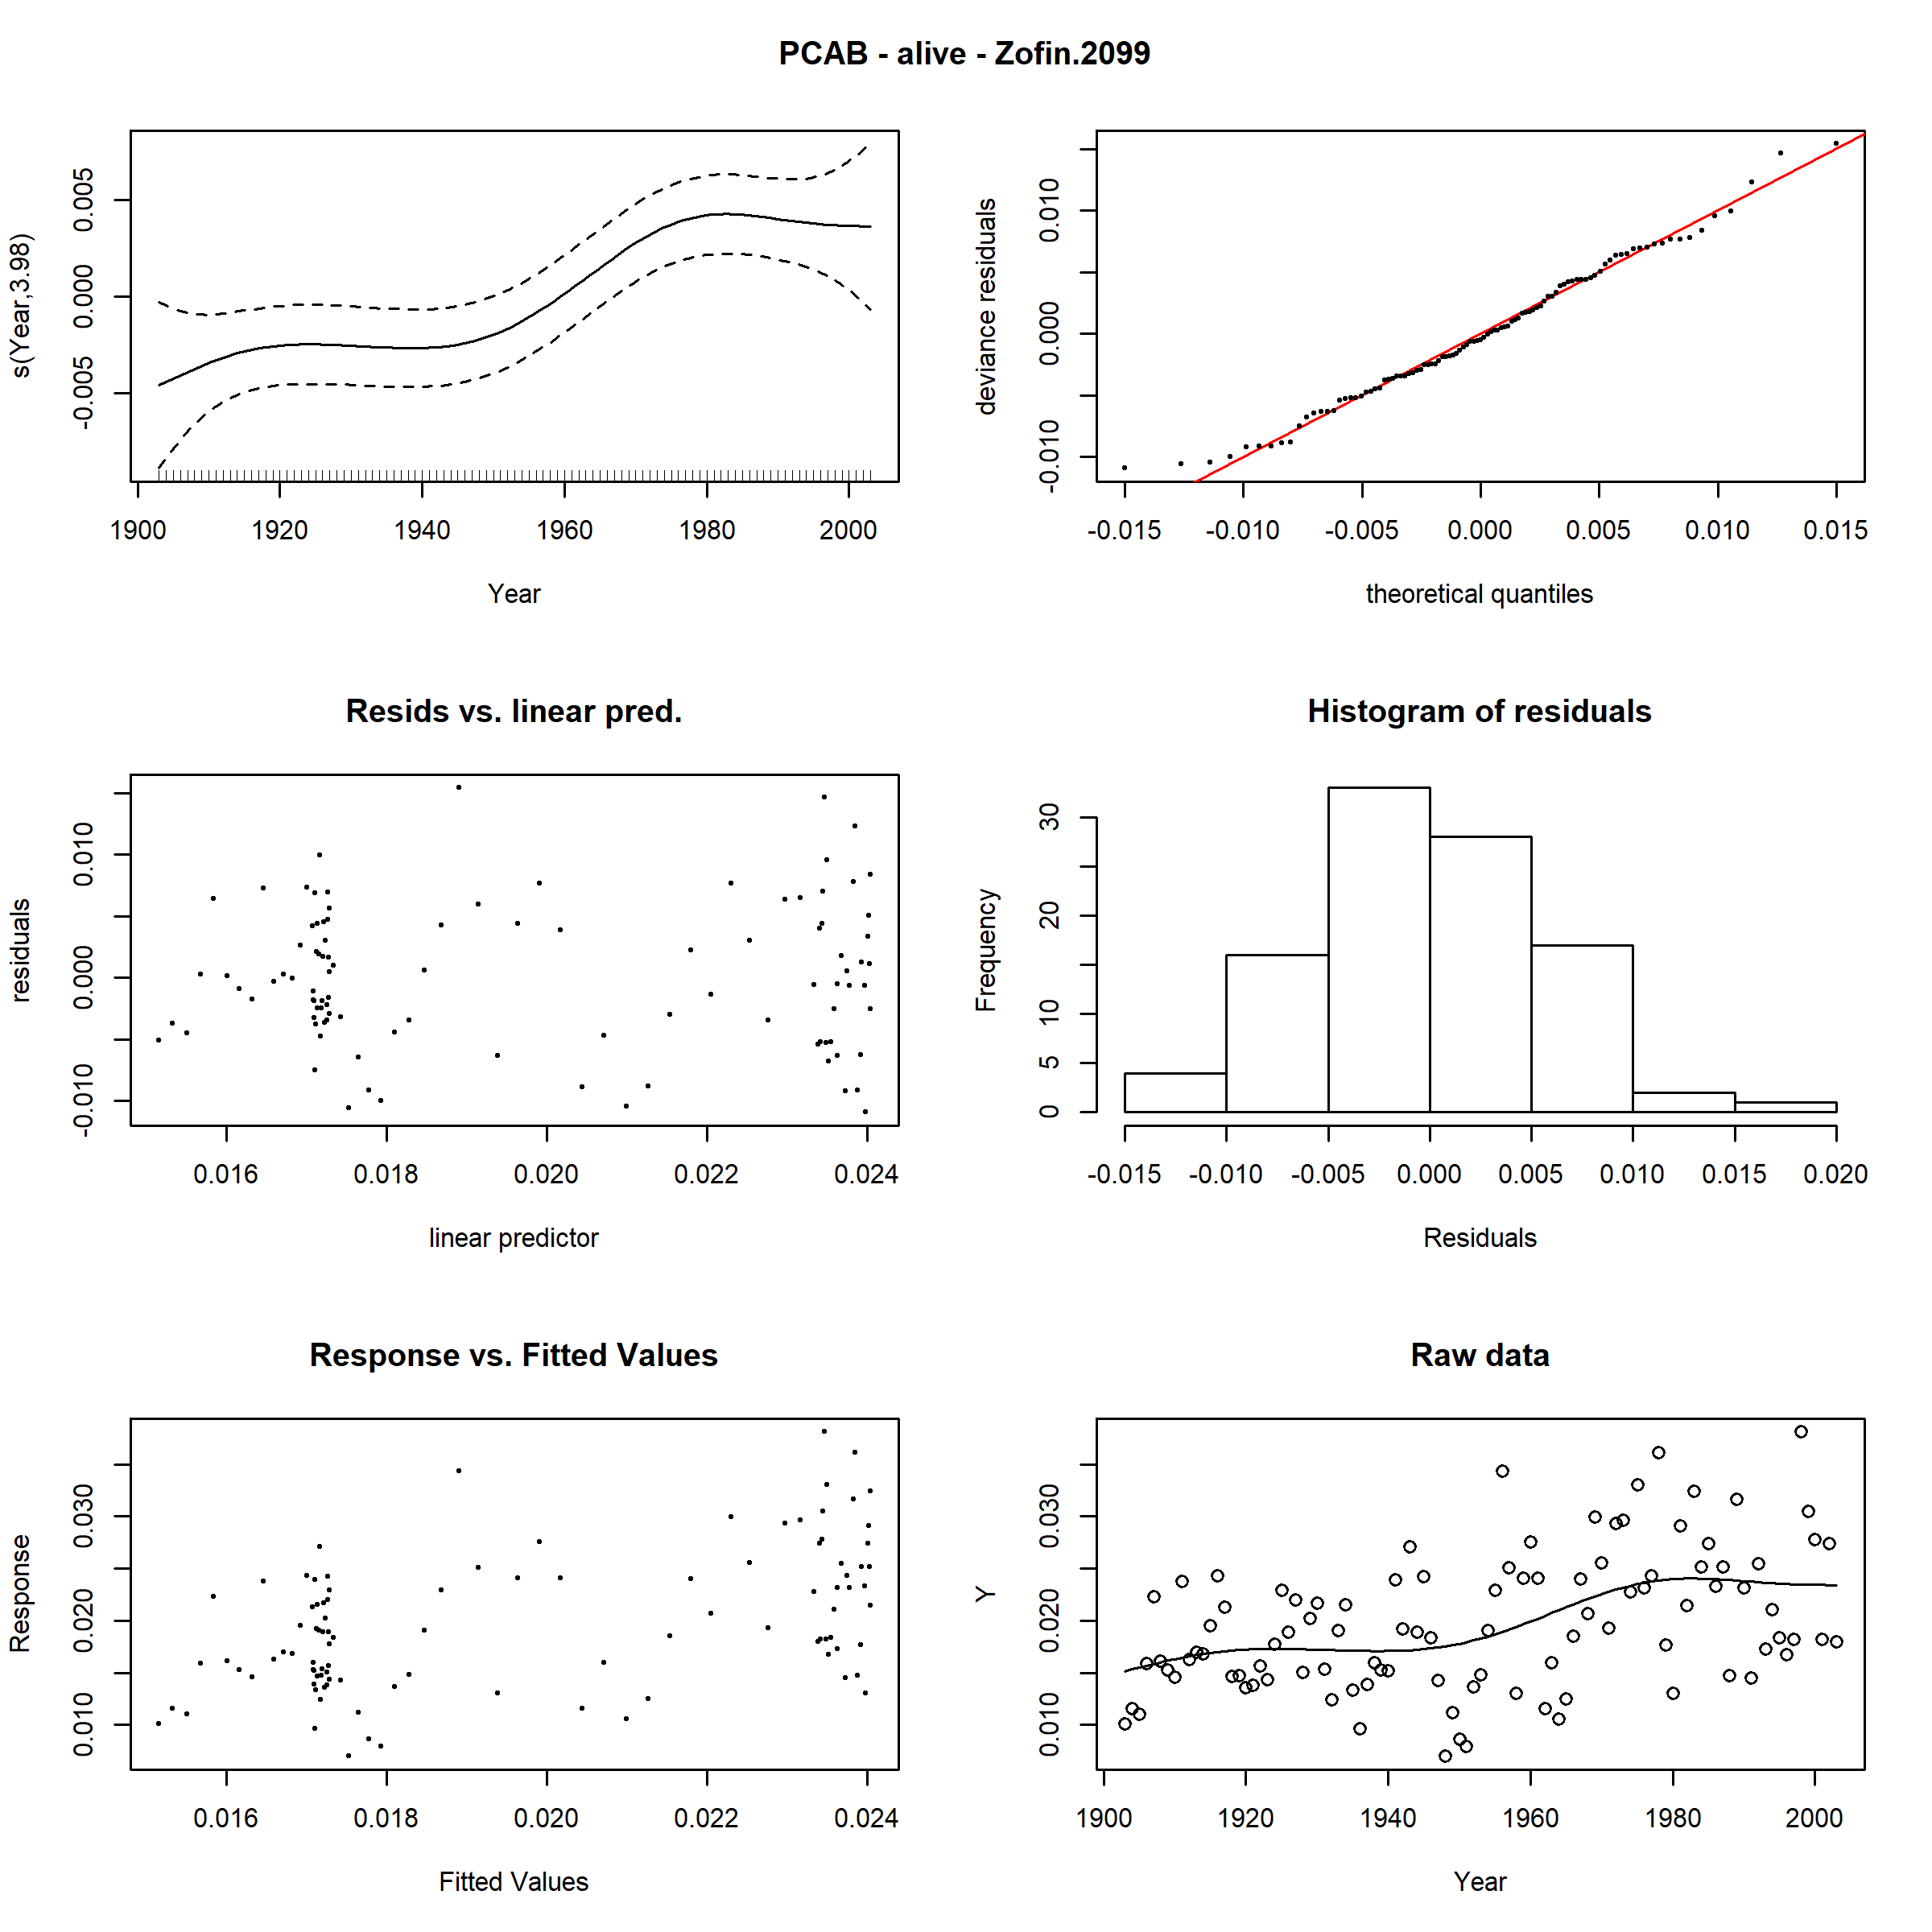 PCAB - alive - Zofin.2099
s(Year,3.98)
-0.005 0.000 0.005
1900 1920 1940 1960 1980 2000
Year
deviance residuals
-0.010 0.000 0.010
-0.015 -0.010 -0.005 0.000 0.005 0.010 0.015
theoretical quantiles
Resids vs. linear pred.
residuals
-0.010 0.000 0.010
0.016 0.018 0.020 0.022 0.024
linear predictor
Histogram of residuals
Frequency
0 5 10 20 30
-0.015 -0.010 -0.005 0.000 0.005 0.010 0.015 0.020
Residuals
Response vs. Fitted Values
Response
0.010 0.020 0.030
0.016 0.018 0.020 0.022 0.024
Fitted Values
Raw data
Y
0.010 0.020 0.030
1900 1920 1940 1960 1980 2000
Year